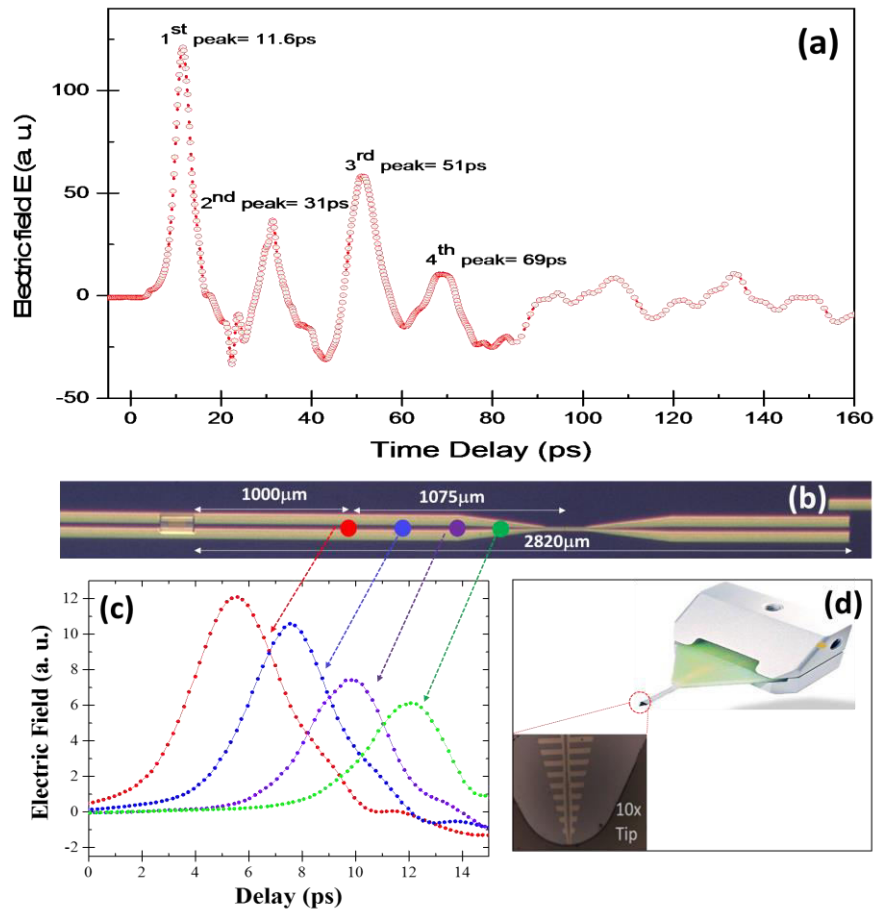 (a)
1st peak= 11.6ps
2nd peak= 31ps
3rd peak= 51ps
4th peak= 69ps
100
50
0
-50
Electric field E (a. u.)
0 20 40 60 80 100 120 140 160
Time Delay (ps)
1000μm 1075μm (b)
2820μm
(c)
12
10
8
6
4
2
0
-2
Electric Field (a. u.)
0 2 4 6 8 10 12 14
Delay (ps)
(d)
10x
Tip